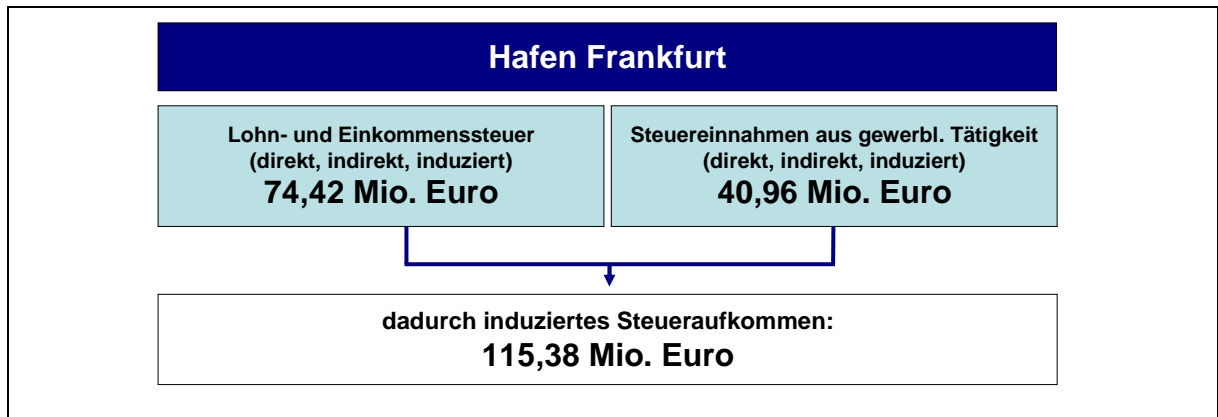 Hafen Frankfurt
Lohn- und Einkommenssteuer
(direkt, indirekt, induziert)
74,42 Mio. Euro
Steuereinnahmen aus gewerbl. Tätigkeit
(direkt, indirekt, induziert)
40,96 Mio. Euro
dadurch induziertes Steueraufkommen:
115,38 Mio. Euro